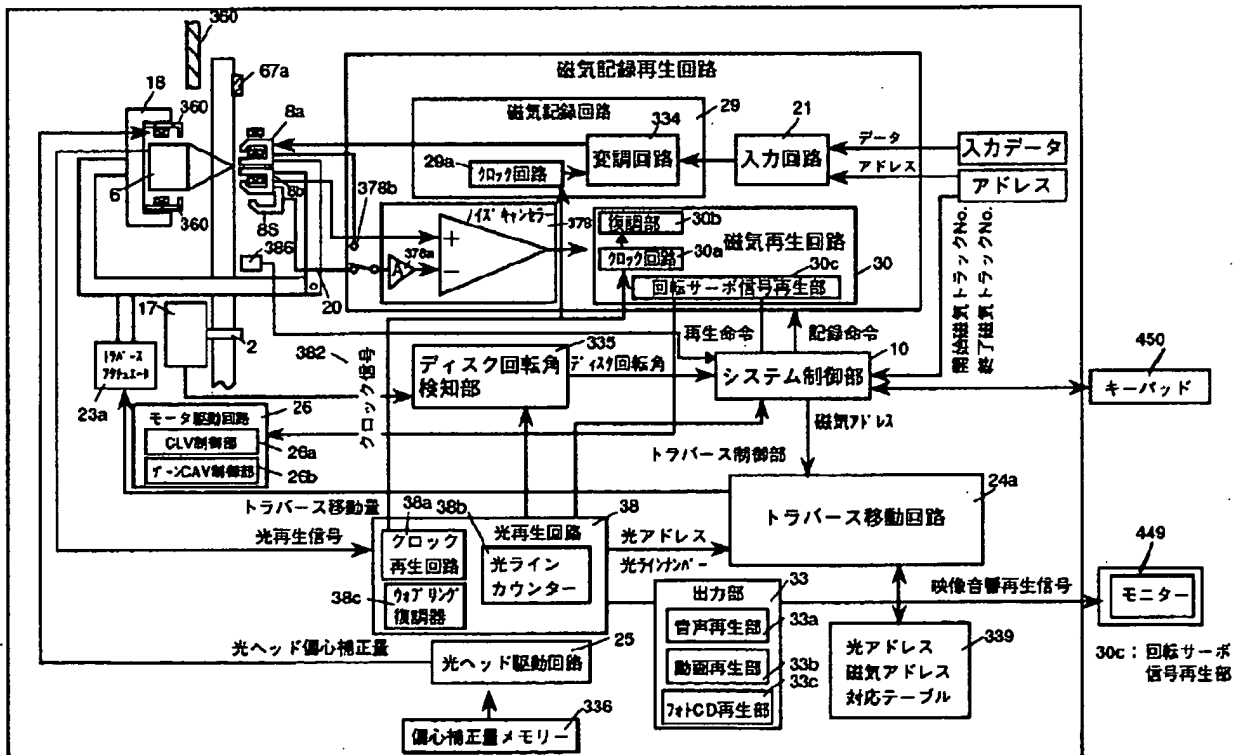 360
67a
18
360
8a
6
8b
8S
360
386
378b
20
17
2
382
磁気記録再生回路
磁気記録回路
29
334
変調回路
29a
クロック回路
21
入力回路
データ
アドレス
入力データ
アドレス
ノイズキャンセラー
378
376a
A
+
−
復調部
30b
磁気再生回路
クロック回路
30a
30c
回転サーボ信号再生部
30
開始磁気トラックNo.
終了磁気トラックNo.
再生命令
記録命令
10
システム制御部
450
キーパッド
335
ディスク回転角
検知部
ディスク回転角
クロック信号
トラバース
アクチュエータ
23a
モータ駆動回路
26
CLV制御部
26a
ゾーンCAV制御部
26b
磁気アドレス
トラバース制御部
24a
トラバース移動回路
トラバース移動量
光再生信号
38a
38b
38
光再生回路
クロック
再生回路
光ライン
カウンター
38c
ウォブリング
復調器
光アドレス
光ラインナンバー
449
映像音響再生信号
モニター
33
出力部
音声再生部
33a
動画再生部
33b
33c
フォトCD再生部
339
光アドレス
磁気アドレス
対応テーブル
30c：回転サーボ
信号再生部
光ヘッド偏心補正量
25
光ヘッド駆動回路
336
偏心補正量メモリー